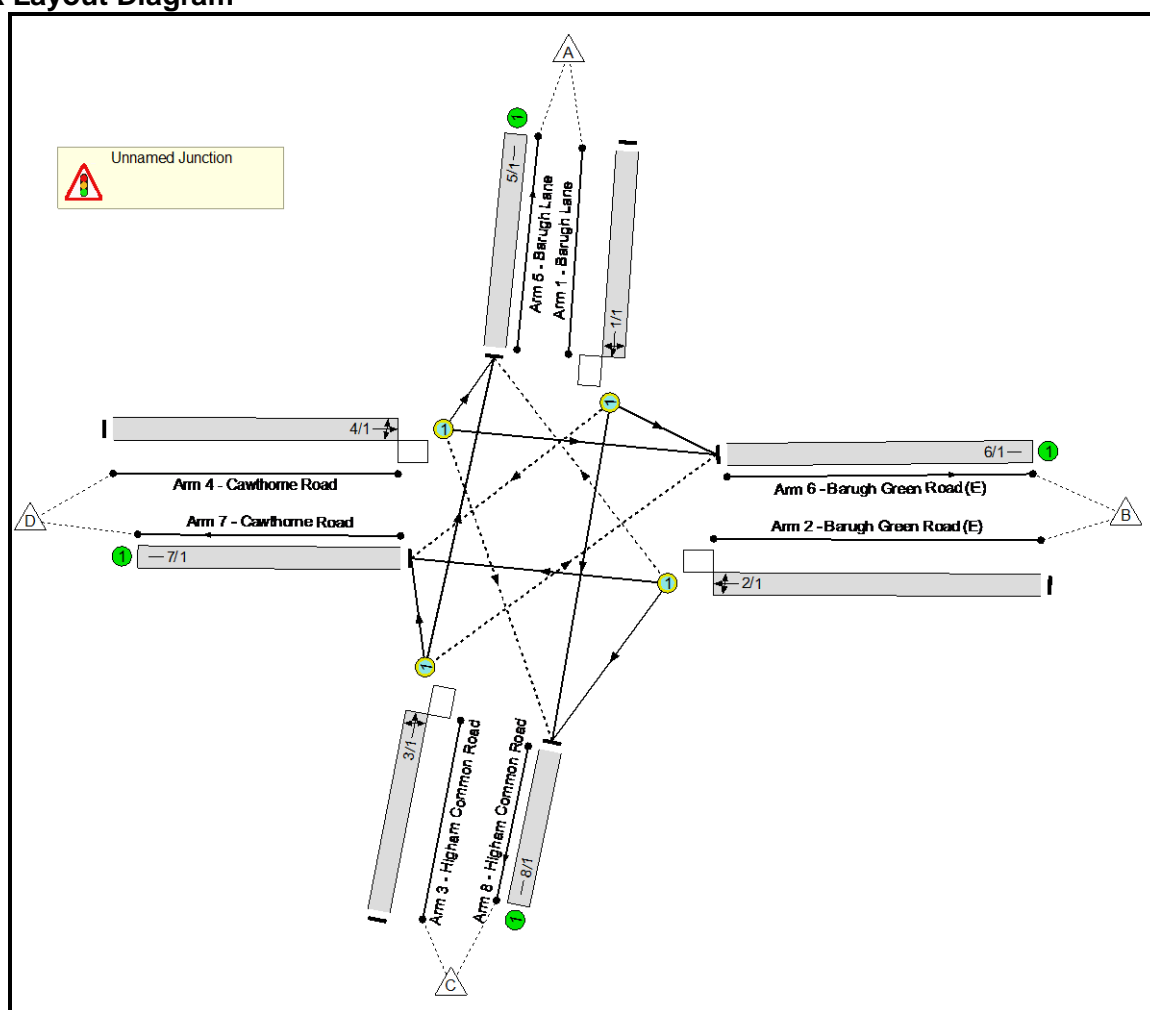 Layout Diagram
A
1
Unnamed Junction
5/1
Arm 5 - Barugh Lane
Arm 1 - Barugh Lane
1/1
1
4/1
1
6/1
1
Arm 4 - Cawthorne Road
Arm 6 - Barugh Green Road (E)
D
Arm 7 - Cawthorne Road
Arm 2 - Barugh Green Road (E)
B
1
7/1
1
2/1
1
3/1
Arm 3 - Higham Common Road
Arm 8 - Higham Common Road
8/1
1
C